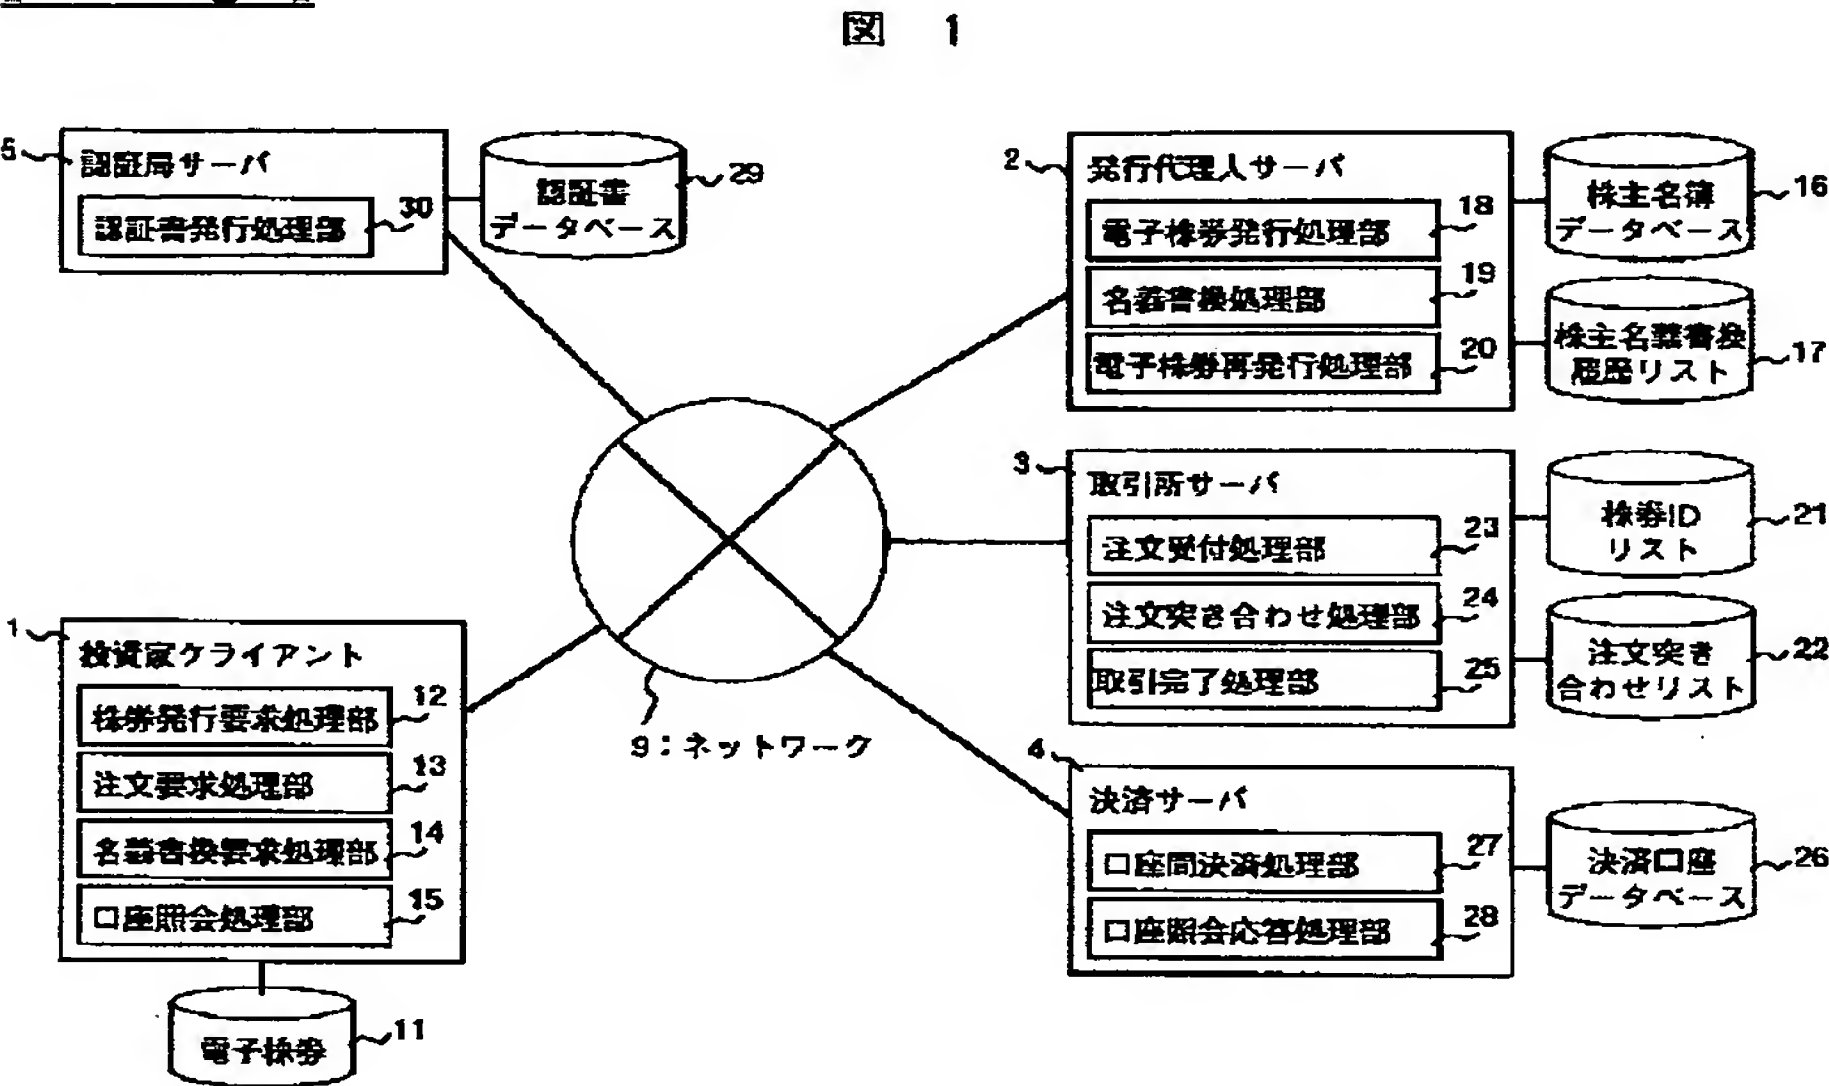 図 1
5
認証局サーバ
認証書発行処理部
30
認証書
データベース
29
2
発行代理人サーバ
電子株券発行処理部
18
名義書換処理部
19
電子株券再発行処理部
20
株主名簿
データベース
16
株主名義書換
履歴リスト
17
3
取引所サーバ
注文受付処理部
23
注文突き合わせ処理部
24
取引完了処理部
25
株券ID
リスト
21
注文突き
合わせリスト
22
1
投資家クライアント
株券発行要求処理部
12
注文要求処理部
13
名義書換要求処理部
14
口座照会処理部
15
電子株券
11
9:ネットワーク
4
決済サーバ
口座間決済処理部
27
口座照会応答処理部
28
決済口座
データベース
26